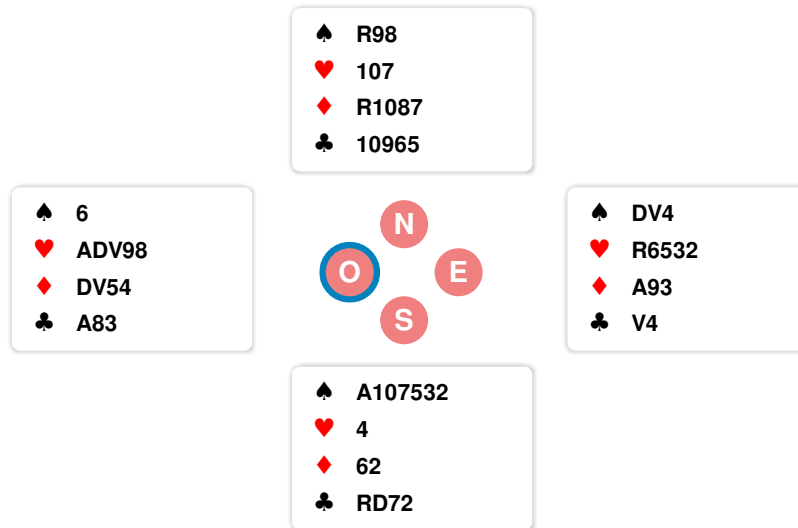 ♠ R98
♥ 107
♦ R1087
♣ 10965
♠ 6
♥ ADV98
♦ DV54
♣ A83
N
O
E
S
♠ DV4
♥ R6532
♦ A93
♣ V4
♠ A107532
♥ 4
♦ 62
♣ RD72